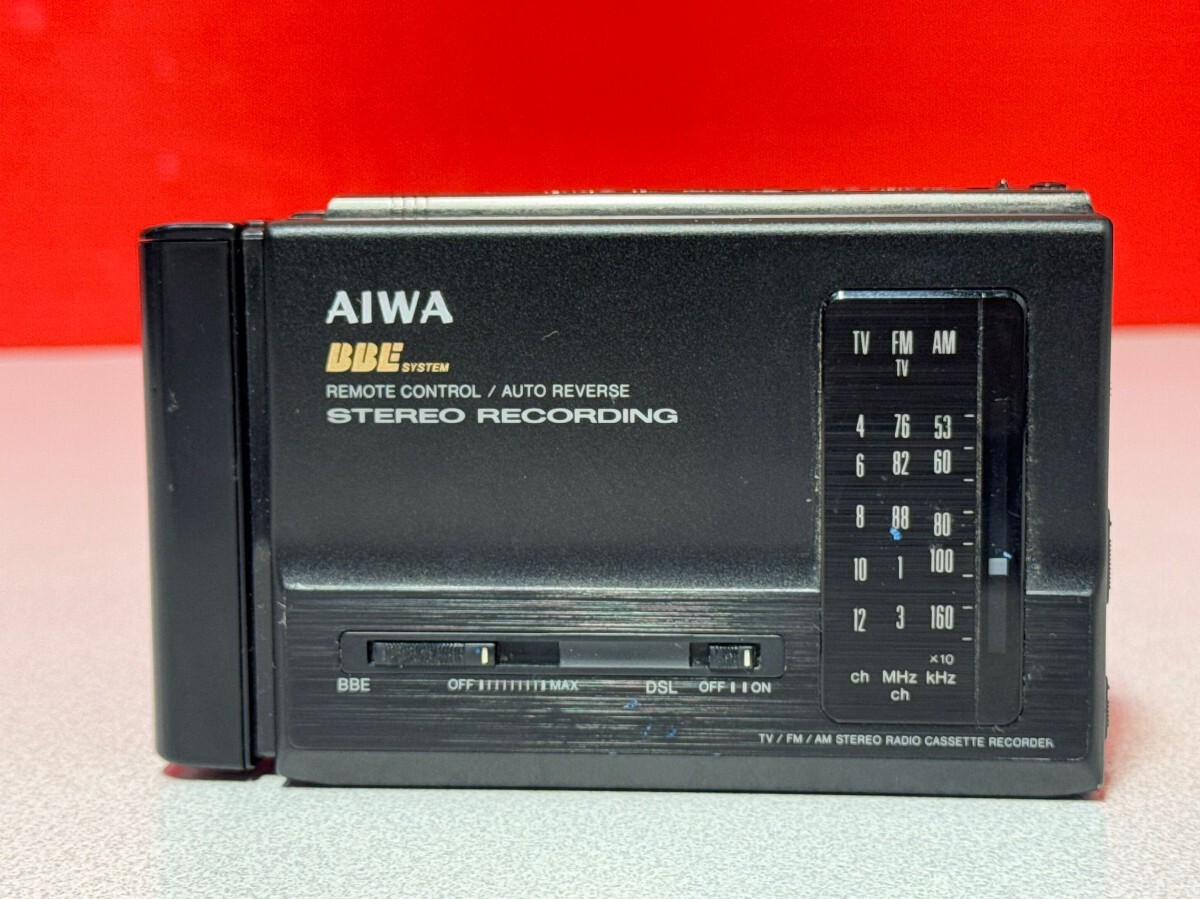 AIWA
BBE SYSTEM
REMOTE CONTROL / AUTO REVERSE
STEREO RECORDING
TV FM AM
TV
4 76 53
6 82 60
8 88 80
10 1 100
12 3 160
×10
ch MHz kHz
ch
BBE OFF MAX DSL OFF ON
TV / FM / AM STEREO RADIO CASSETTE RECORDER